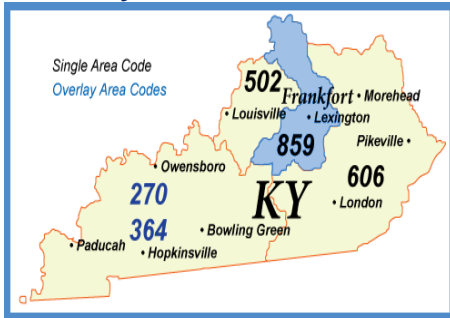 Single Area Code
Overlay Area Codes
502
Frankfort • Morehead
• Louisville
• Lexington
859
Pikeville •
• Owensboro
606
270
KY
• London
364
• Bowling Green
• Paducah
• Hopkinsville